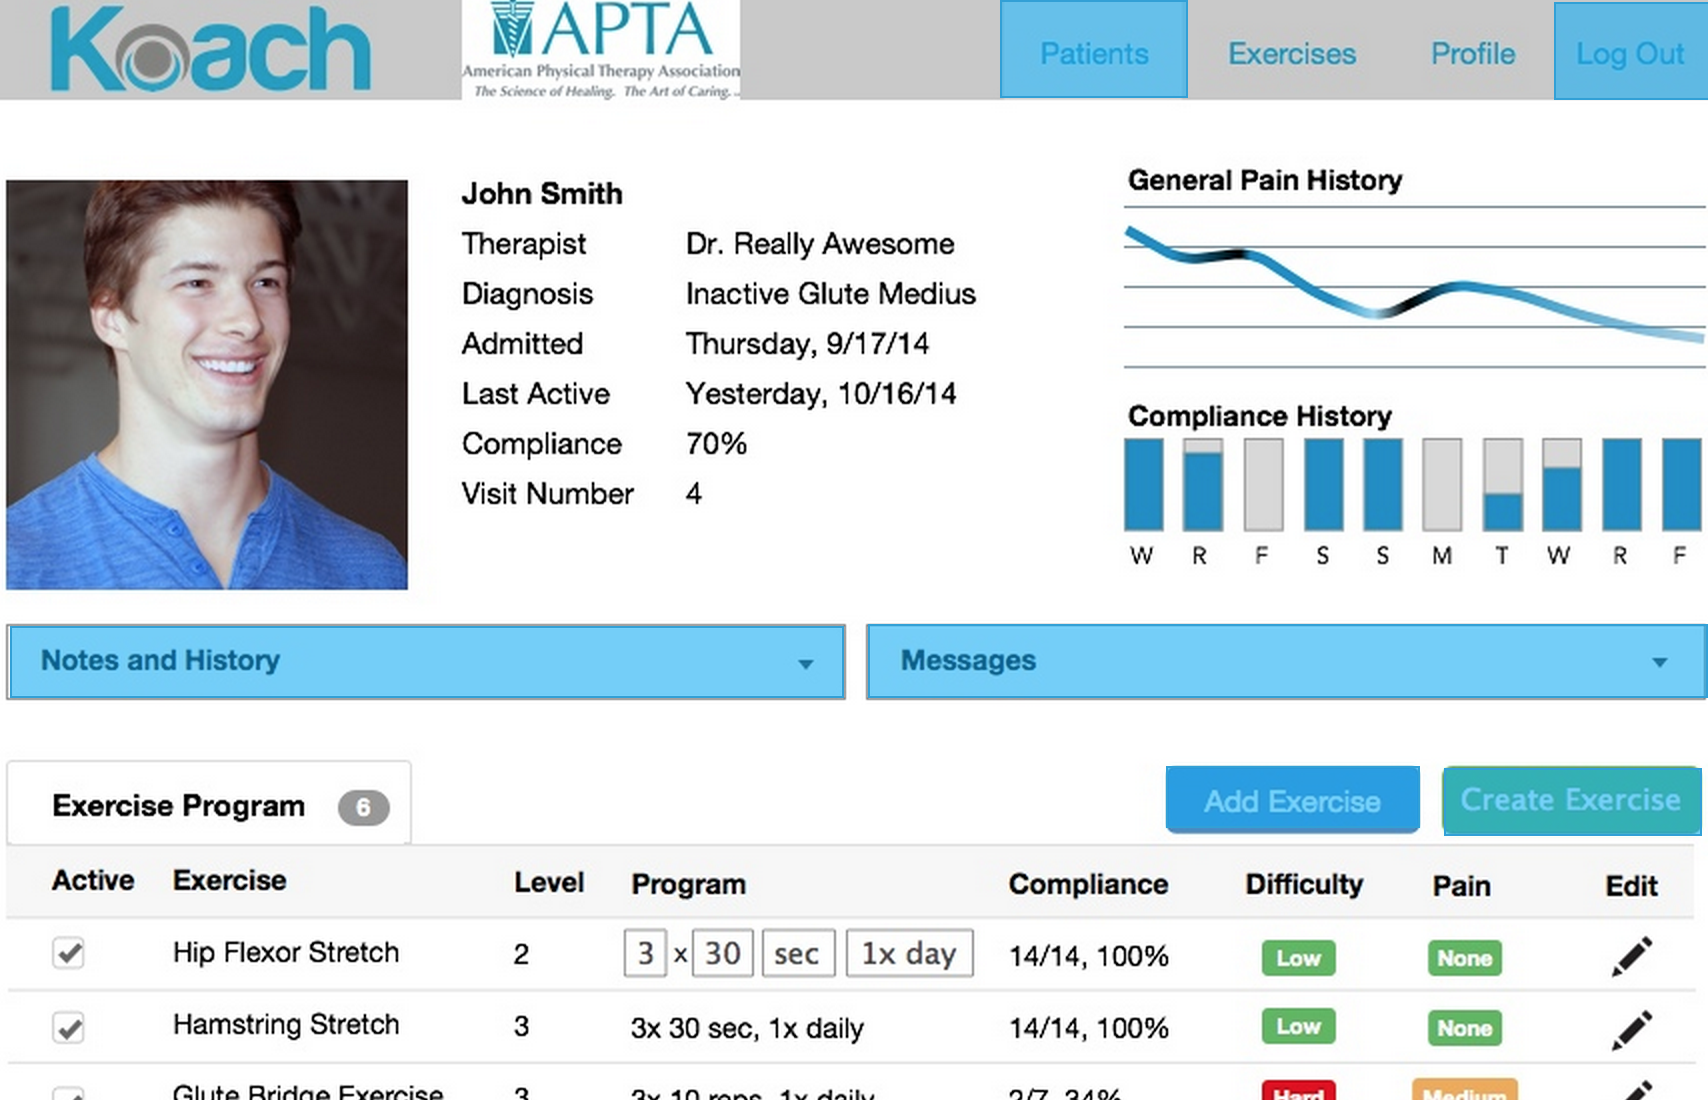 Koach
APTA
American Physical Therapy Association
The Science of Healing. The Art of Caring.
Patients Exercises Profile Log Out
John Smith
Therapist Dr. Really Awesome
Diagnosis Inactive Glute Medius
Admitted Thursday, 9/17/14
Last Active Yesterday, 10/16/14
Compliance 70%
Visit Number 4
General Pain History
Compliance History
W R F S S M T W R F
Notes and History
Messages
Exercise Program 6
Add Exercise
Create Exercise
Active Exercise Level Program Compliance Difficulty Pain Edit
Hip Flexor Stretch 2 3 x 30 sec 1x day 14/14, 100% Low None
Hamstring Stretch 3 3x 30 sec, 1x daily 14/14, 100% Low None
Glute Bridge Exercise 3 3x 10 reps, 1x daily 2/7, 34% Hard Medium